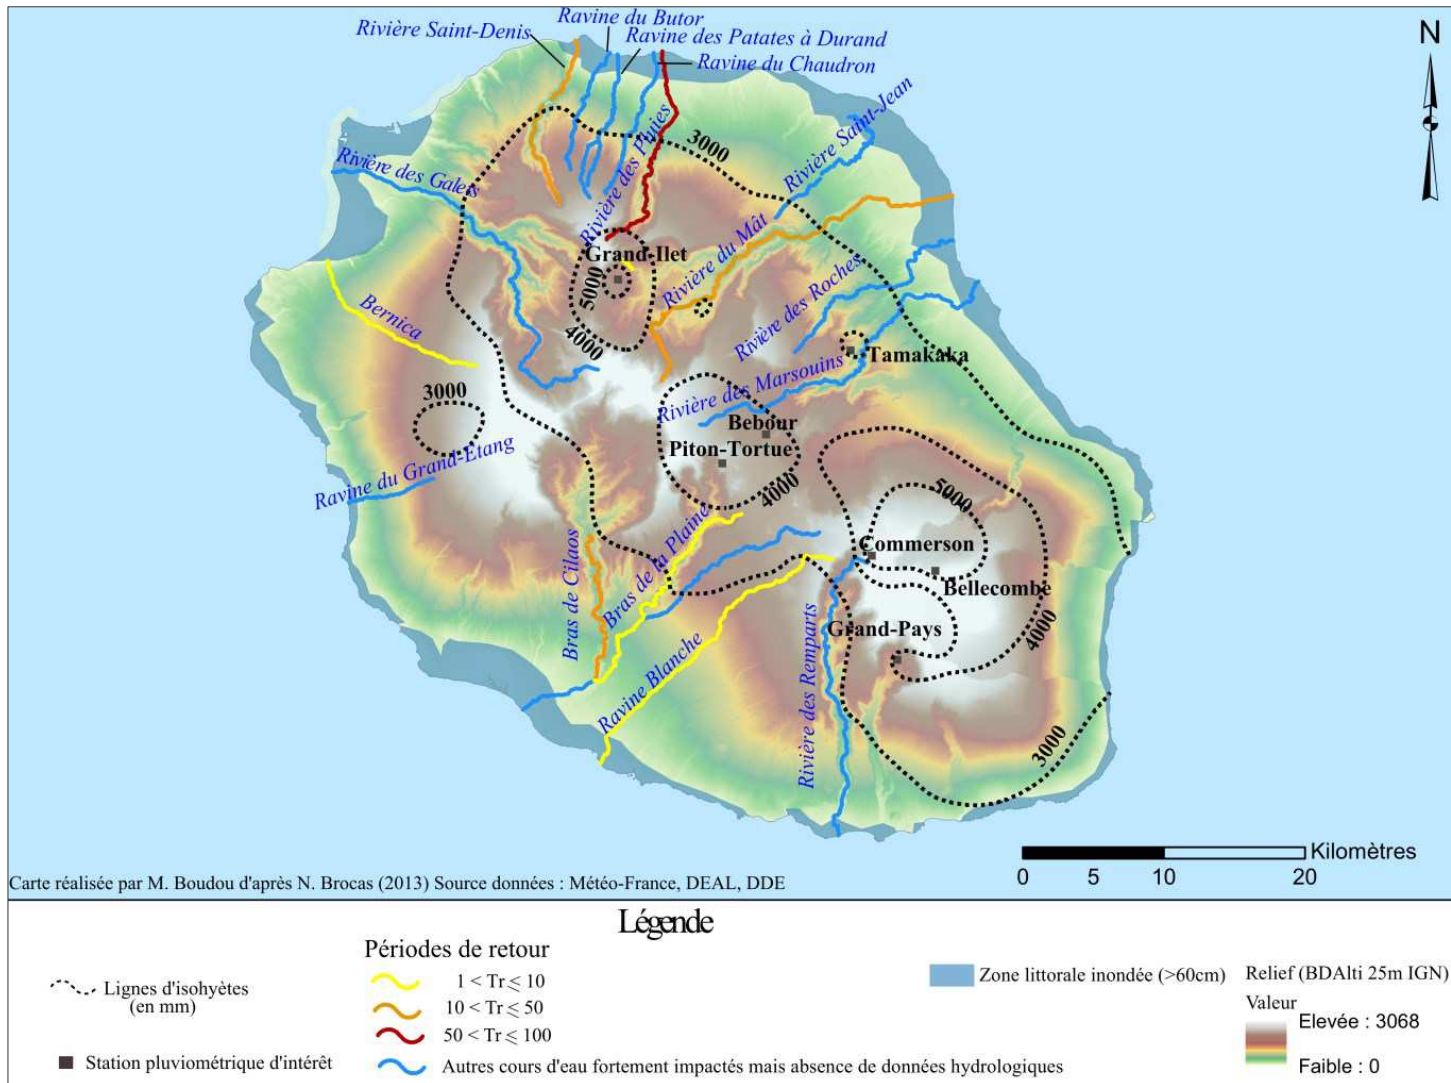 Ravine du Butor
Rivière Saint-Denis
Ravine des Patates à Durand
Ravine du Chaudron
N
3000
Rivière Saint-Jean
Rivière des Pluies
Rivière des Galets
Grand-Ilet
Rivière du Mât
5000
Rivière des Roches
Bernica
4000
Tamakaka
Rivière des Marsouins
3000
Bebour
Piton-Tortue
Ravine du Grand-Etang
4000
5000
Commerson
Bras de Cilaos
Bras de la Plaine
Bellecombe
Grand-Pays
4000
Ravine Blanche
Rivière des Remparts
3000
Kilomètres
0 5 10 20
Carte réalisée par M. Boudou d'après N. Brocas (2013) Source données : Météo-France, DEAL, DDE
Légende
Périodes de retour
Lignes d'isohyètes
(en mm)
1 < Tr ⩽ 10
10 < Tr ⩽ 50
50 < Tr ⩽ 100
Station pluviométrique d'intérêt
Autres cours d'eau fortement impactés mais absence de données hydrologiques
Zone littorale inondée (>60cm)
Relief (BDAlti 25m IGN)
Valeur
Elevée : 3068
Faible : 0